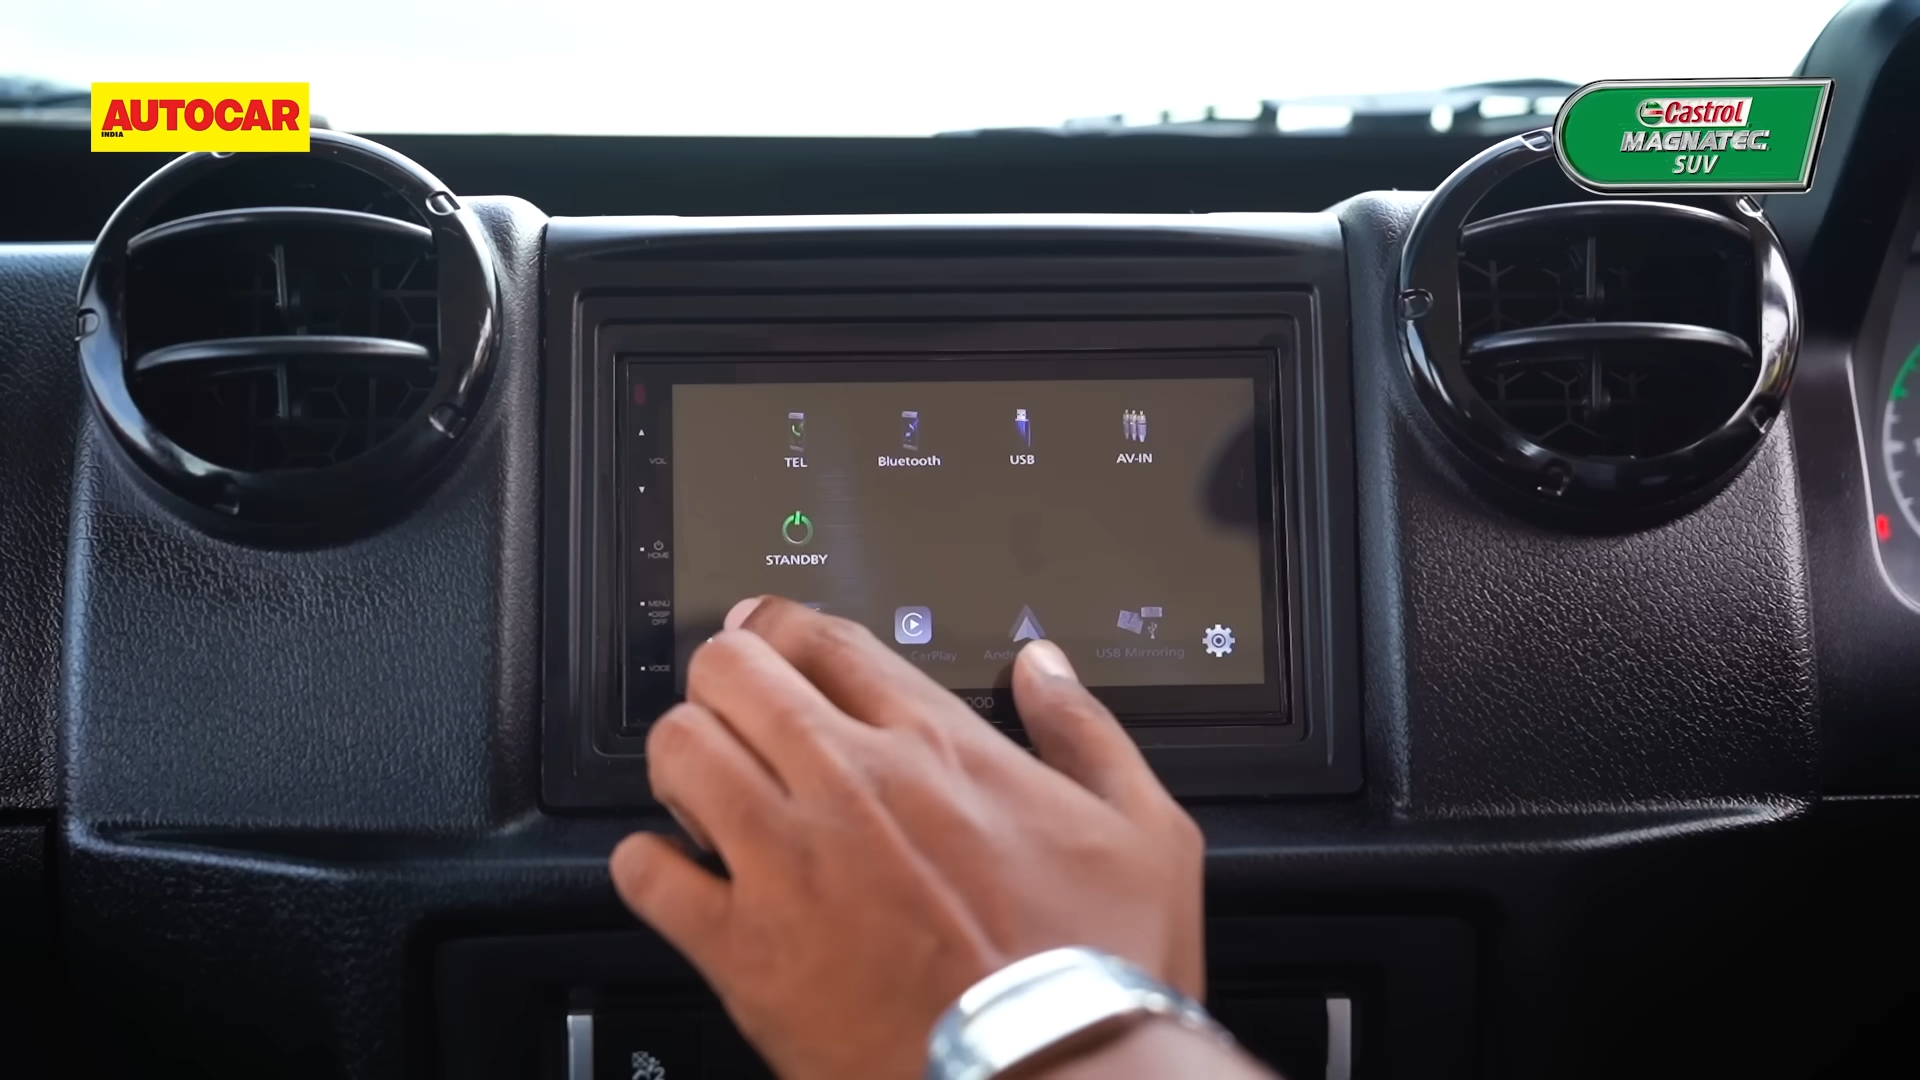 AUTOCAR
INDIA
Castrol
MAGNATEC
SUV
VOL
HOME
MENU
DISP
OFF
VOICE
TEL
Bluetooth
USB
AV-IN
STANDBY
CarPlay
USB Mirroring